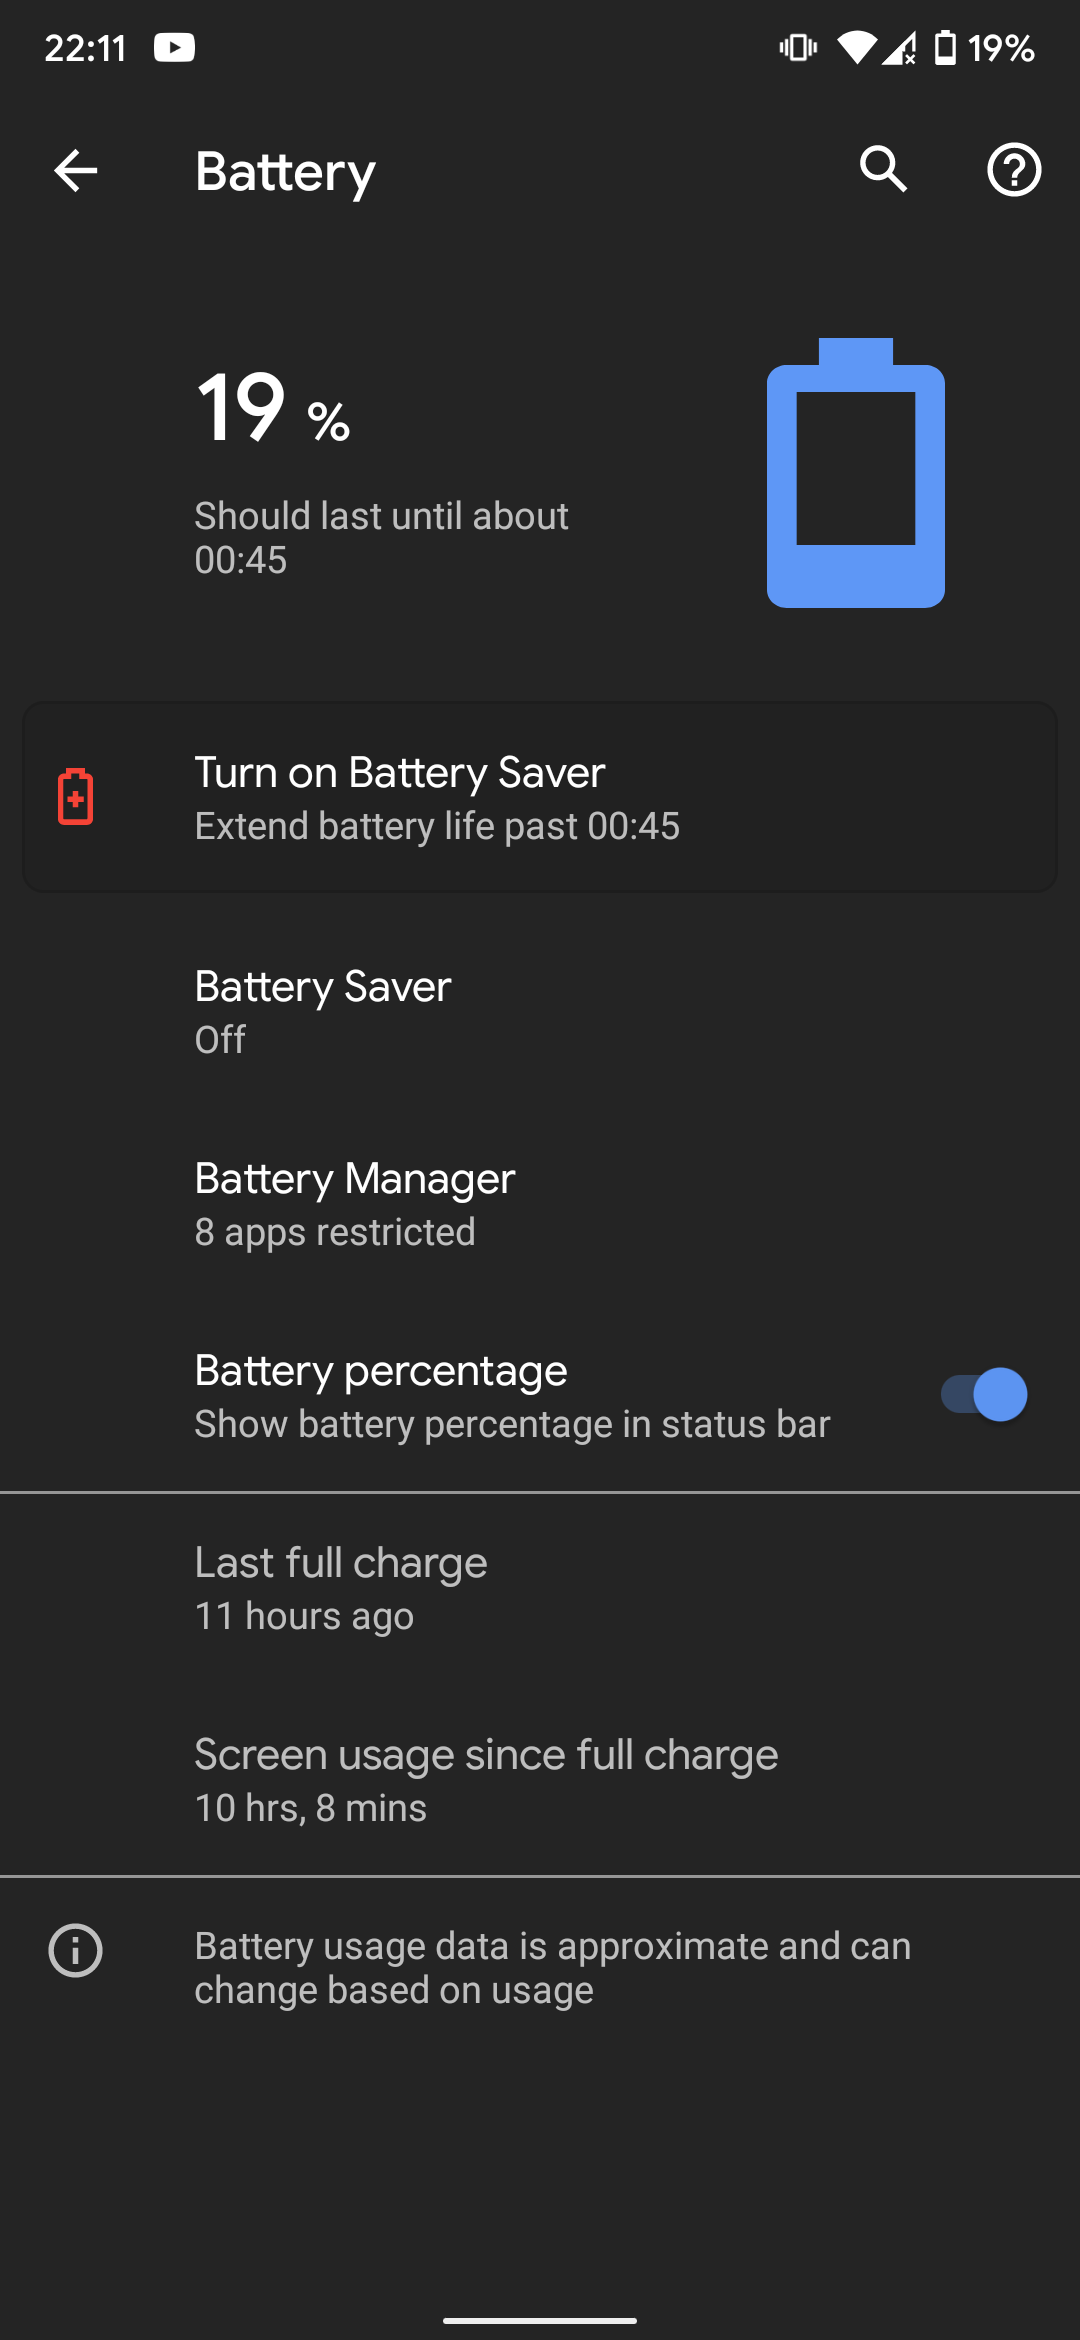 22:11 19%
Battery
19 %
Should last until about
00:45
Turn on Battery Saver
Extend battery life past 00:45
Battery Saver
Off
Battery Manager
8 apps restricted
Battery percentage
Show battery percentage in status bar
Last full charge
11 hours ago
Screen usage since full charge
10 hrs, 8 mins
Battery usage data is approximate and can
change based on usage